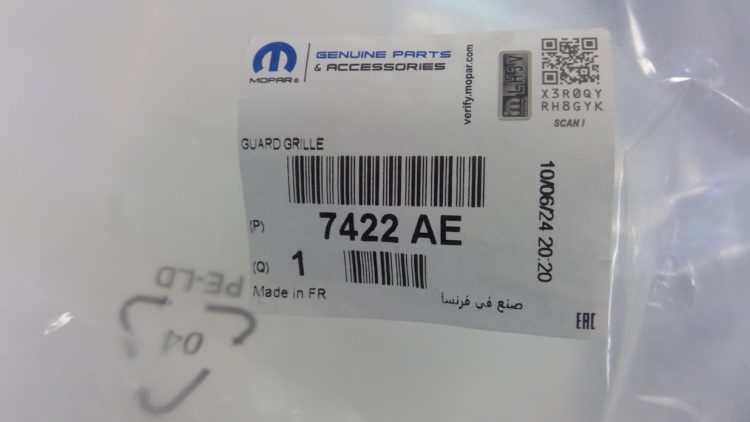 MOPAR®
GENUINE PARTS
& ACCESSORIES
verify.mopar.com
X3R0QY
RH8GYK
SCAN!
GUARD GRILLE
(P) 7422 AE
(Q) 1
Made in FR
صنع في فرنسا
10/06/24 20:20
EAC
PE-LD
04